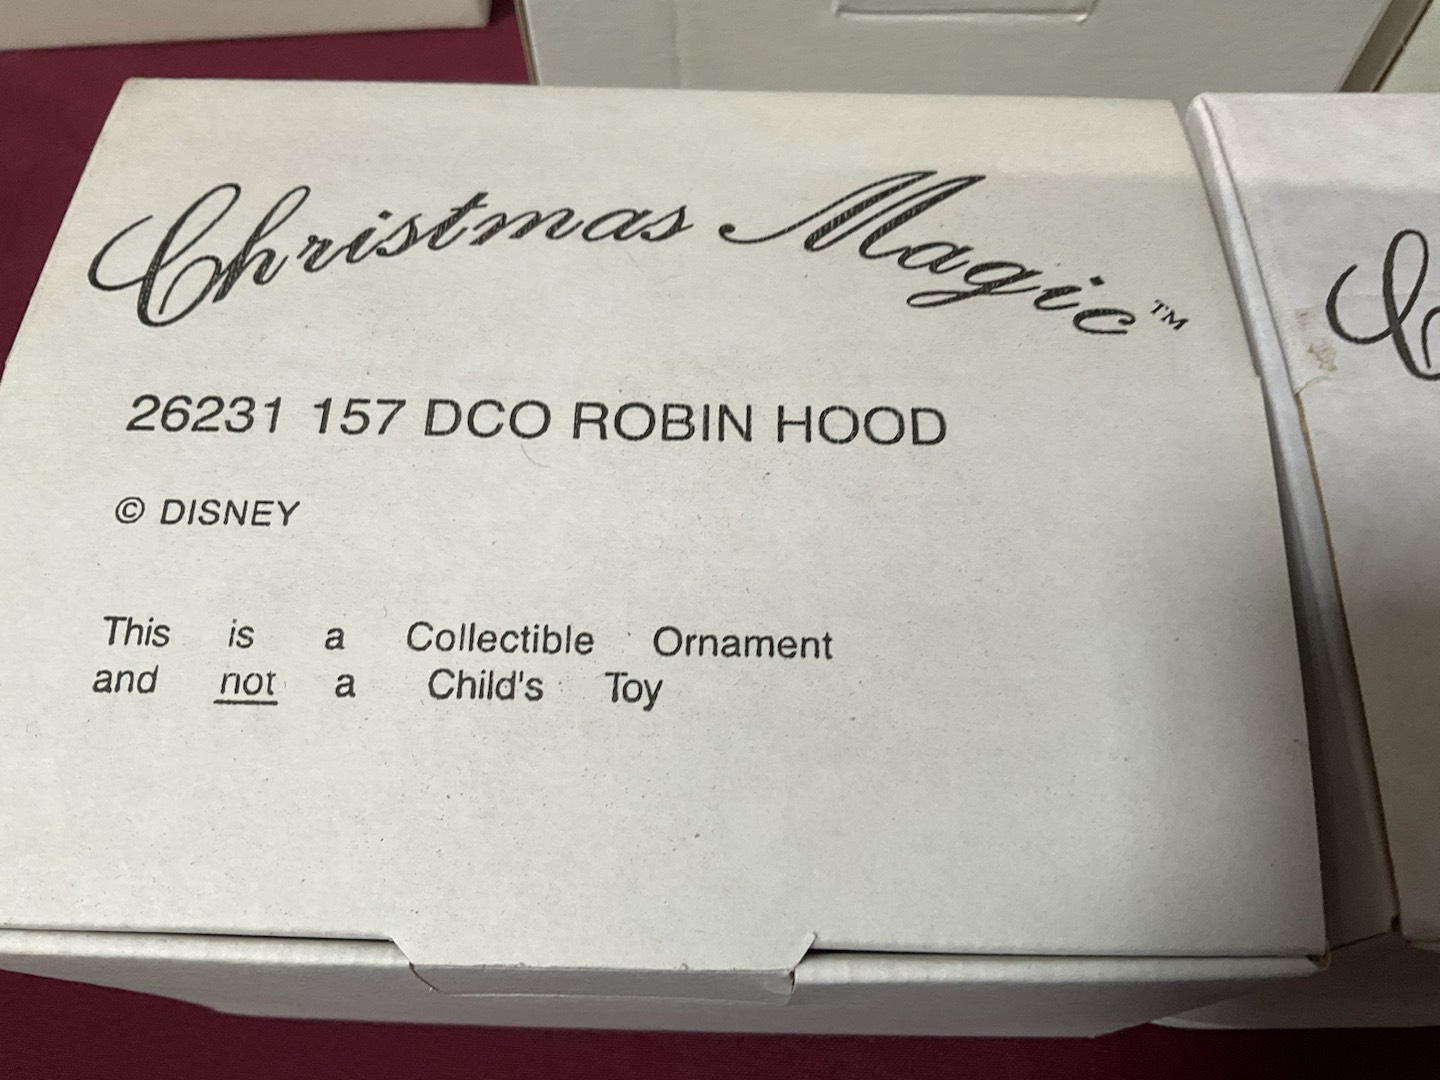 Christmas Magic™
26231 157 DCO ROBIN HOOD
© DISNEY
This is a Collectible Ornament
and not a Child's Toy